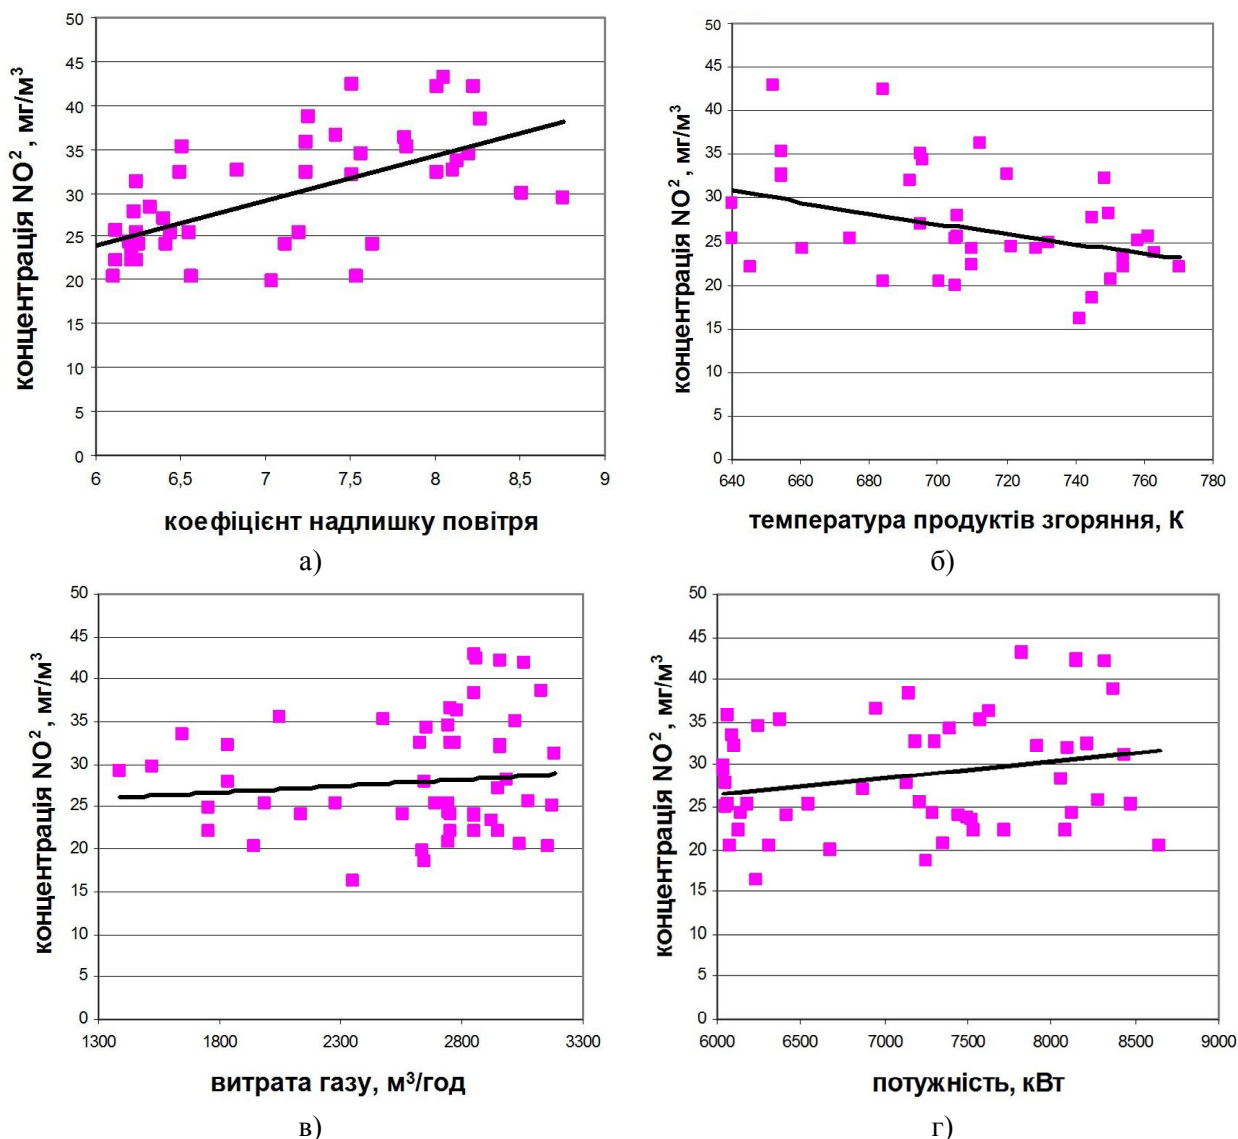 концентрація NO², мг/м³
50
45
40
35
30
25
20
15
10
5
0
6 6,5 7 7,5 8 8,5 9
коефіцієнт надлишку повітря
а)
концентрація NO², мг/м³
50
45
40
35
30
25
20
15
10
5
0
640 660 700 720 740 760 780
температура продуктів згоряння, К
б)
концентрація NO², мг/м³
50
45
40
35
30
25
20
15
10
5
0
1300 1800 2300 2800 3300
витрата газу, м³/год
в)
концентрація NO², мг/м³
50
45
40
35
30
25
20
15
10
5
0
6000 7000 7500 8000 8500 9000
потужність, кВт
г)